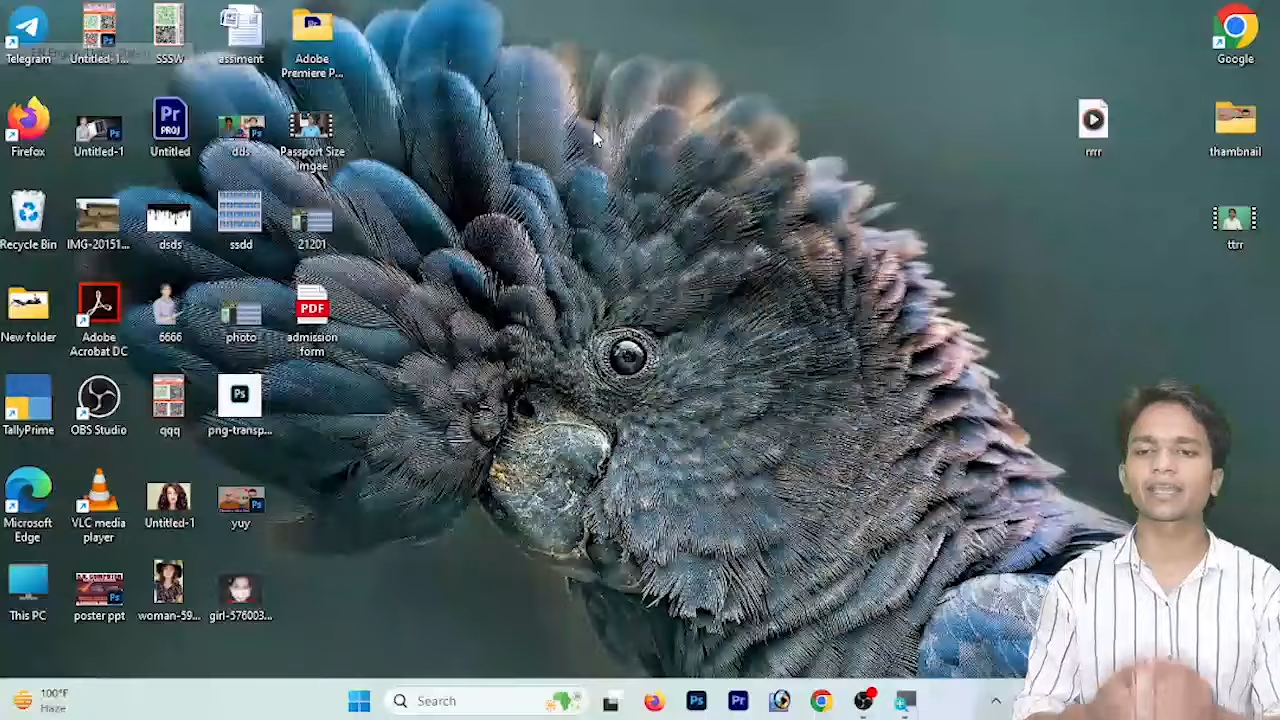 Telegram
Untitled-1...
SSSW
assiment
Adobe
Premiere P...
Google
Firefox
Untitled-1
Untitled
dds
Passport Size
Imgae
rrrr
thumbnail
Recycle Bin
IMG-20151...
dsds
ssdd
21201
ttrr
New folder
Adobe
Acrobat DC
6666
photo
admission
form
TallyPrime
OBS Studio
qqq
png-transp...
Microsoft
Edge
VLC media
player
Untitled-1
yuy
This PC
poster ppt
woman-59...
girl-576003...
100°F
Haze
Search